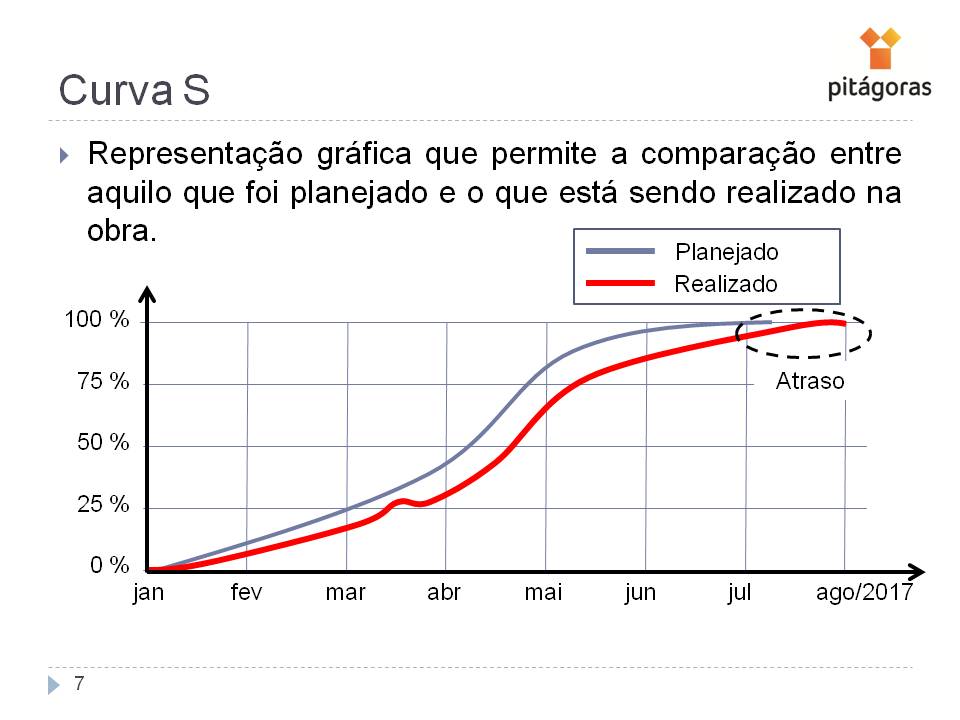 pitágoras
Curva S
Representação gráfica que permite a comparação entre
aquilo que foi planejado e o que está sendo realizado na
obra.
Planejado
Realizado
100 %
75 %
50 %
25 %
0 %
Atraso
jan fev mar abr mai jun jul ago/2017
7